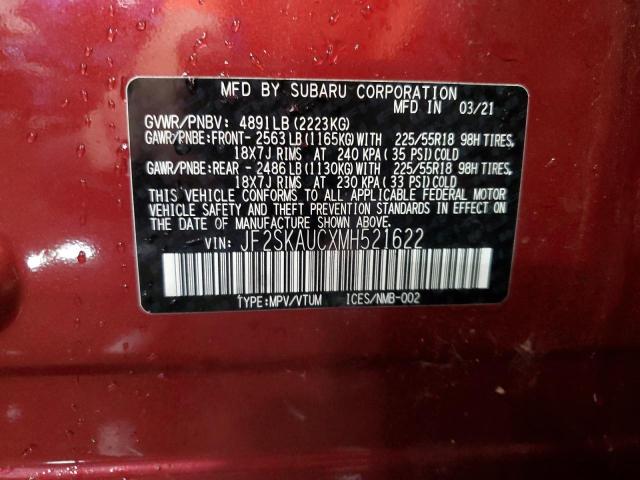 MFD BY SUBARU CORPORATION
MFD IN 03/21
GVWR/PNBV: 4891LB(2223KG)
GAWR/PNBE:FRONT- 2563LB(1165KG)WITH 225/55R18 98H TIRES,
18X7J RIMS AT 240 KPA(35 PSI)COLD
GAWR/PNBE:REAR - 2486LB(1130KG)WITH 225/55R18 98H TIRES,
18X7J RIMS AT 230 KPA(33 PSI)COLD
THIS VEHICLE CONFORMS TO ALL APPLICABLE FEDERAL MOTOR
VEHICLE SAFETY AND THEFT PREVENTION STANDARDS IN EFFECT ON
THE DATE OF MANUFACTURE SHOWN ABOVE.
VIN: JF2SKAUCXMH521622
TYPE:MPV/VTUM ICES/NMB-002